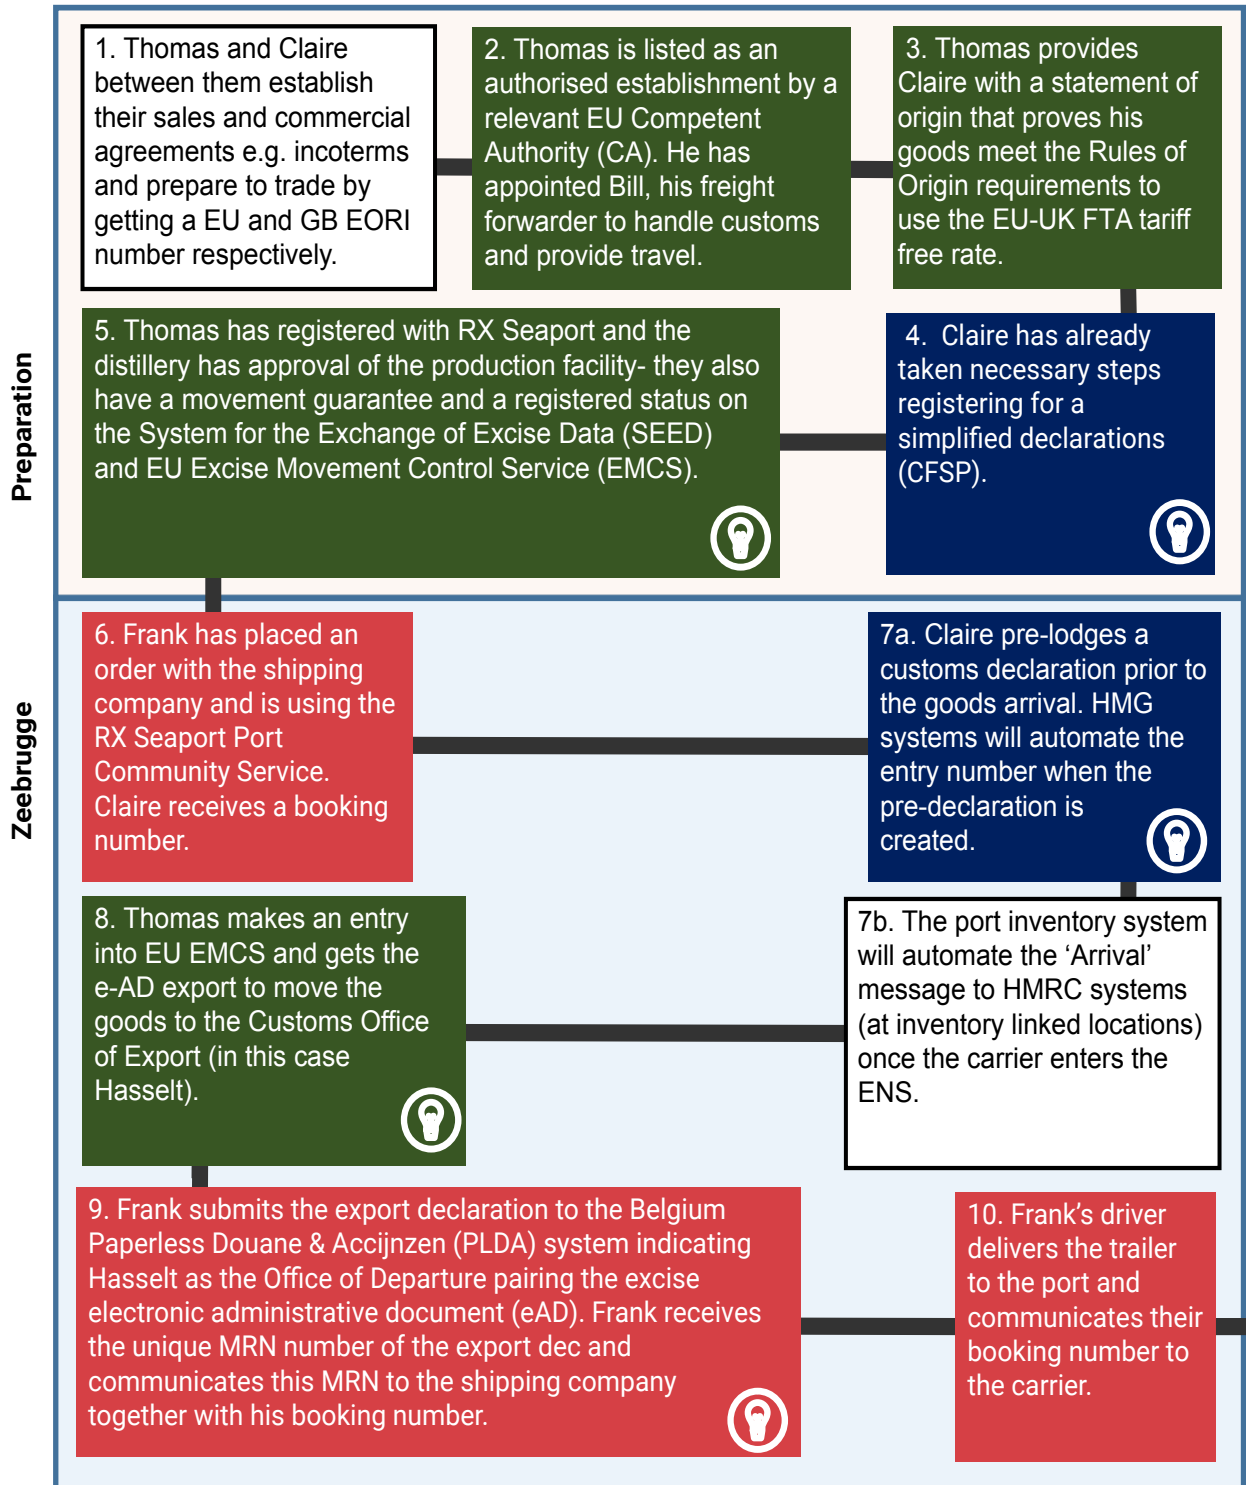 Preparation
1. Thomas and Claire
between them establish
their sales and commercial
agreements e.g. incoterms
and prepare to trade by
getting a EU and GB EORI
number respectively.
2. Thomas is listed as an
authorised establishment by a
relevant EU Competent
Authority (CA). He has
appointed Bill, his freight
forwarder to handle customs
and provide travel.
3. Thomas provides
Claire with a statement of
origin that proves his
goods meet the Rules of
Origin requirements to
use the EU-UK FTA tariff
free rate.
4. Claire has already
taken necessary steps
registering for a
simplified declarations
(CFSP).
5. Thomas has registered with RX Seaport and the
distillery has approval of the production facility- they also
have a movement guarantee and a registered status on
the System for the Exchange of Excise Data (SEED)
and EU Excise Movement Control Service (EMCS).
Zeebrugge
6. Frank has placed an
order with the shipping
company and is using the
RX Seaport Port
Community Service.
Claire receives a booking
number.
7a. Claire pre-lodges a
customs declaration prior to
the goods arrival. HMG
systems will automate the
entry number when the
pre-declaration is
created.
7b. The port inventory system
will automate the ‘Arrival’
message to HMRC systems
(at inventory linked locations)
once the carrier enters the
ENS.
8. Thomas makes an entry
into EU EMCS and gets the
e-AD export to move the
goods to the Customs Office
of Export (in this case
Hasselt).
9. Frank submits the export declaration to the Belgium
Paperless Douane & Accijnzen (PLDA) system indicating
Hasselt as the Office of Departure pairing the excise
electronic administrative document (eAD). Frank receives
the unique MRN number of the export dec and
communicates this MRN to the shipping company
together with his booking number.
10. Frank’s driver
delivers the trailer
to the port and
communicates their
booking number to
the carrier.